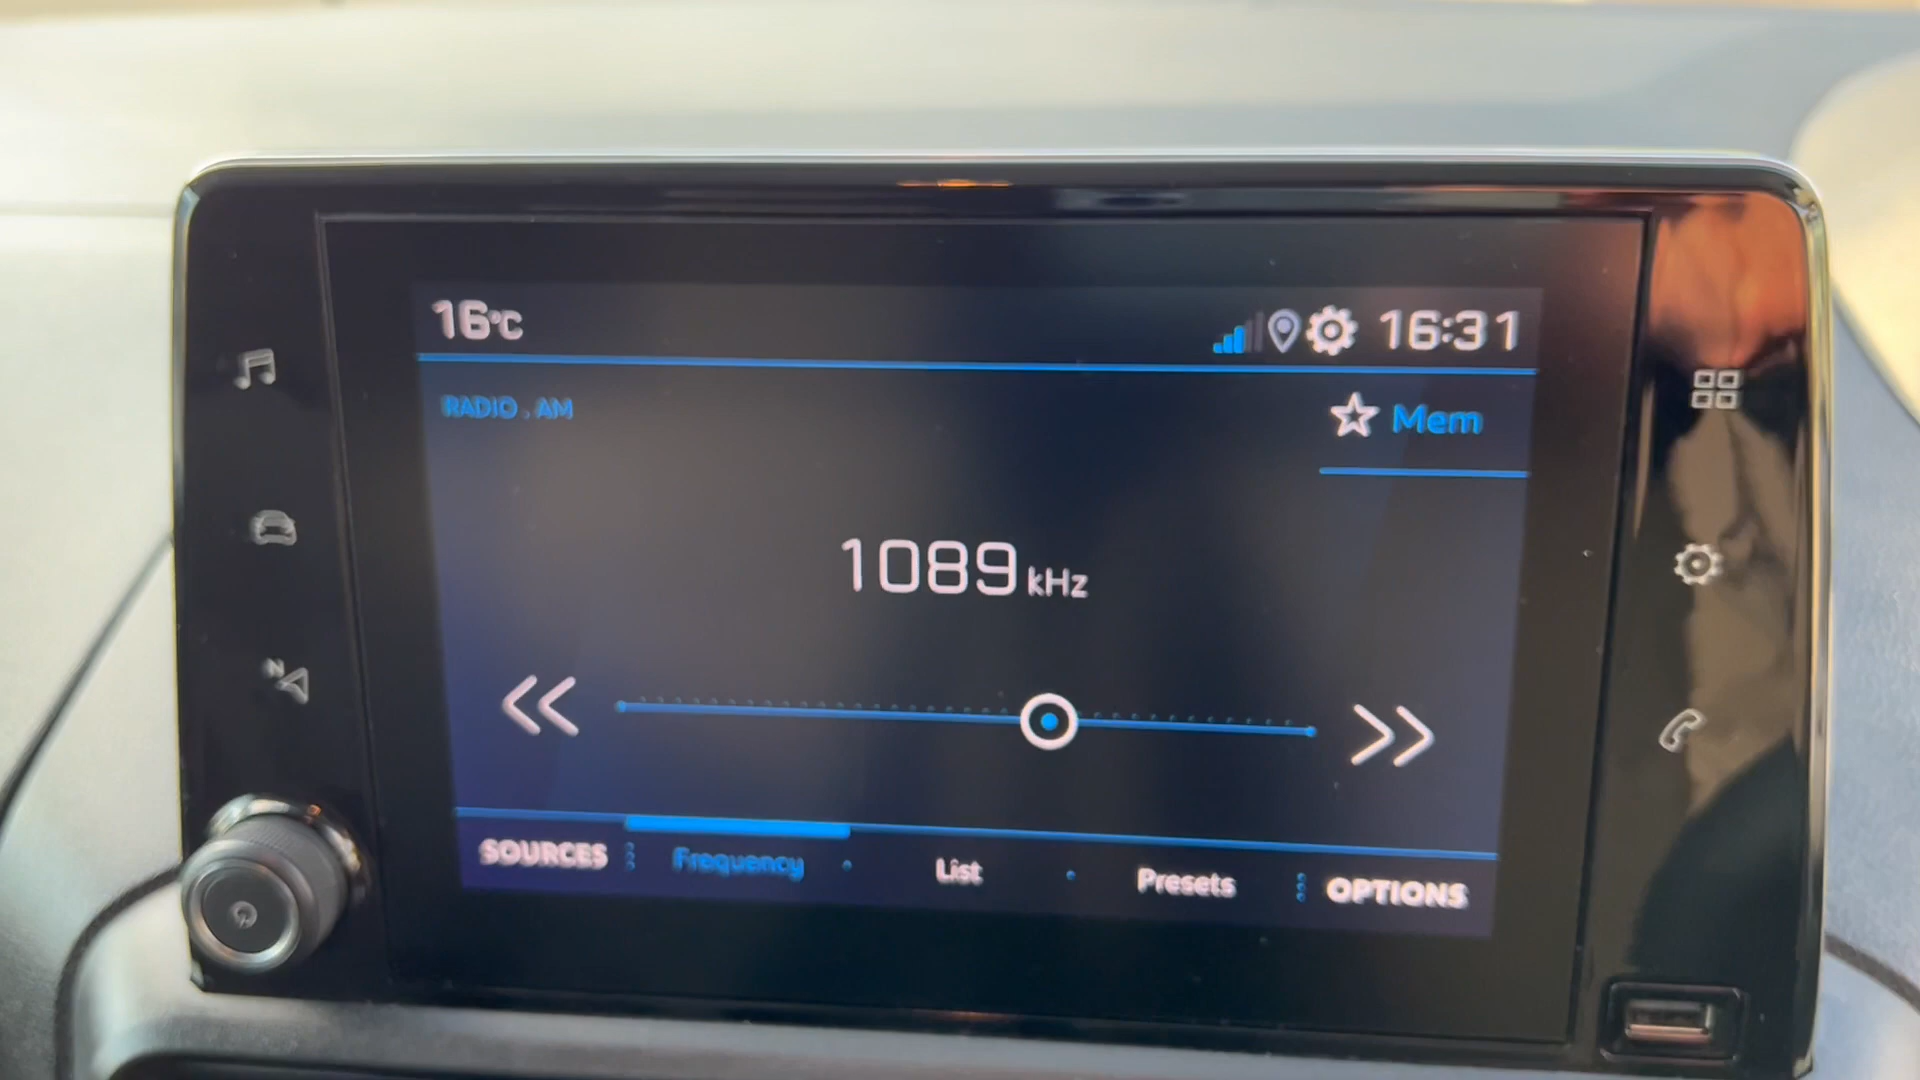 16°C 16:31
RADIO . AM
Mem
1089 kHz
N
SOURCES Frequency List Presets OPTIONS